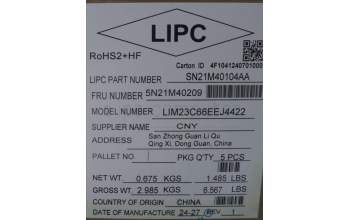 LIPC
RoHS2+HF
Carton ID 4F1041240701000
LIPC PART NUMBER SN21M40104AA
FRU NUMBER 5N21M40209
MODEL NUMBER LIM23C66EEJ4422
SUPPLIER NAME CNY
ADDRESS San Zhong Guan Li Qu
Qing Xi, Dong Guan, China
PALLET NO. PKG Q'TY 5 PCS
NET WT. 0.675 KGS 1.485 LBS
GROSS WT. 2.985 KGS 6.567 LBS
COUNTRY OF ORIGIN CHINA
DATE OF MANUFACTURE 24-27 REV 1